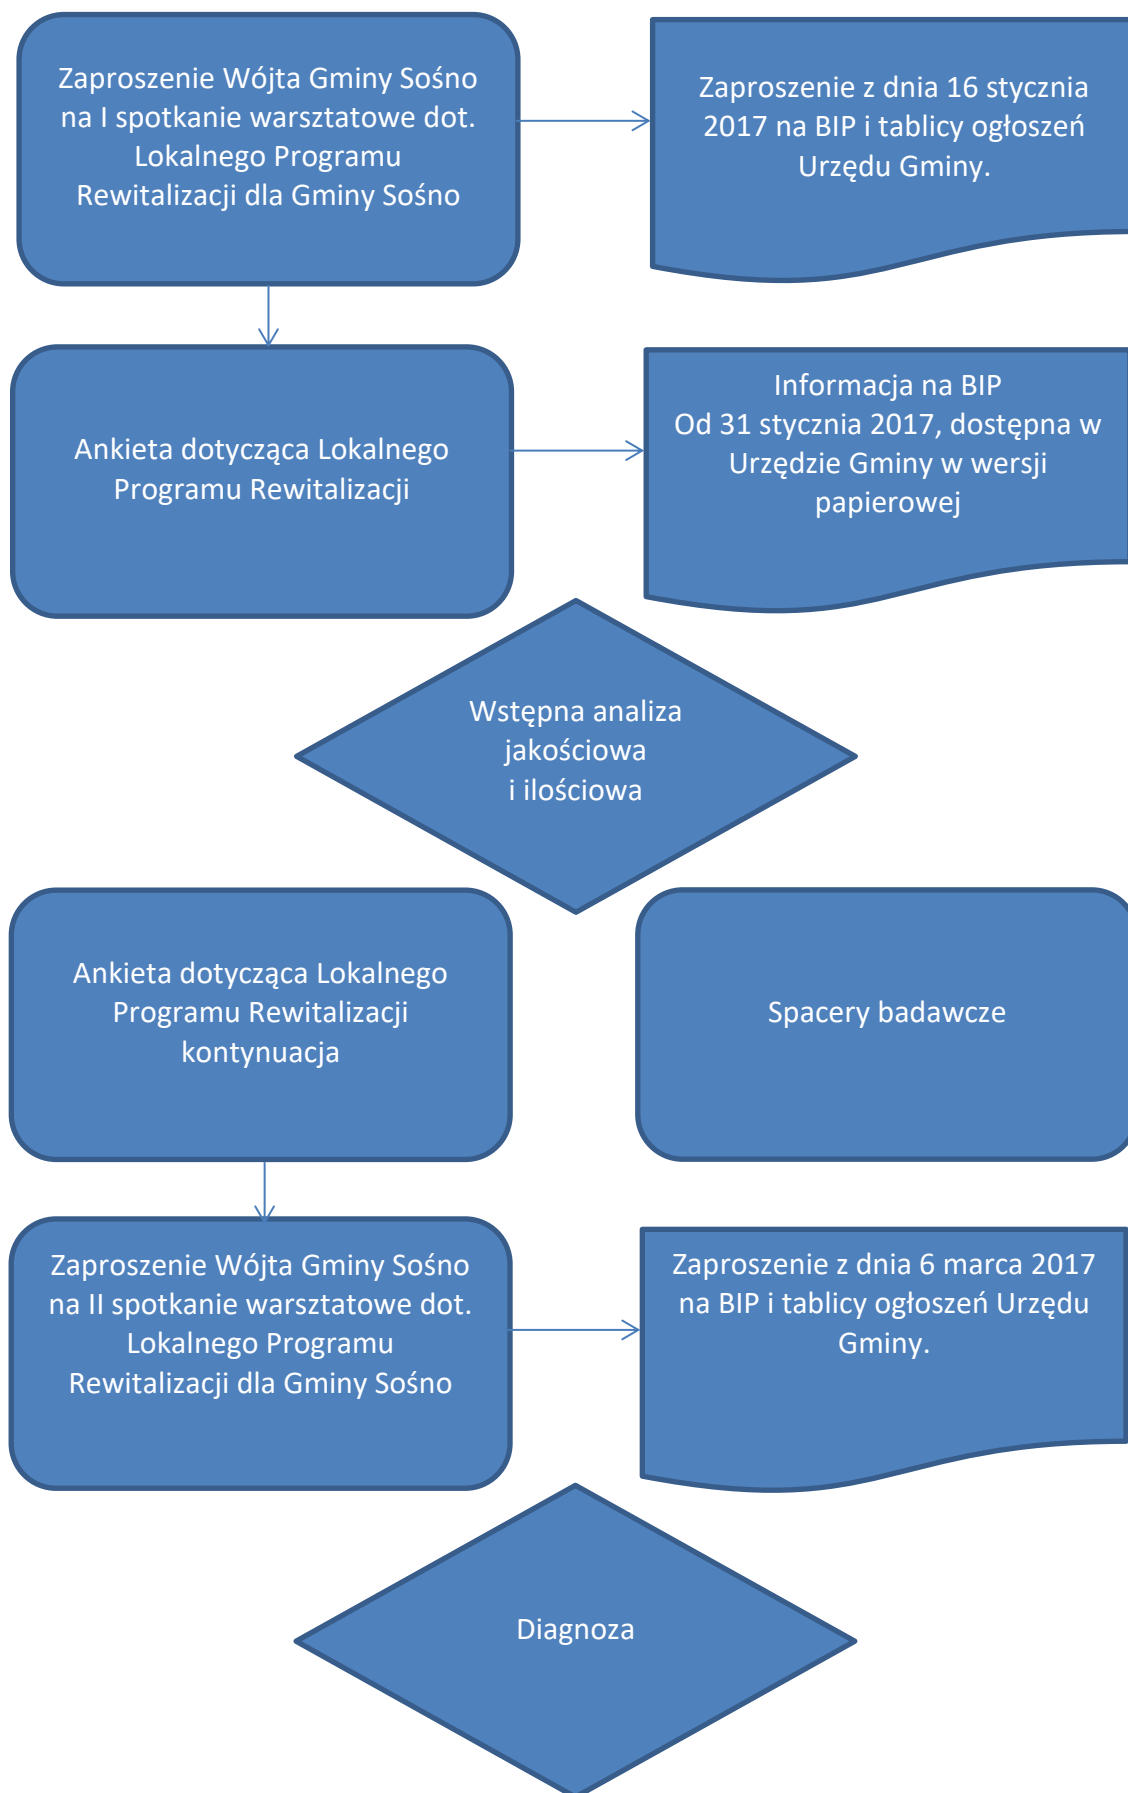 Zaproszenie Wójta Gminy Sośno
na I spotkanie warsztatowe dot.
Lokalnego Programu
Rewitalizacji dla Gminy Sośno
Zaproszenie z dnia 16 stycznia
2017 na BIP i tablicy ogłoszeń
Urzędu Gminy.
Ankieta dotycząca Lokalnego
Programu Rewitalizacji
Informacja na BIP
Od 31 stycznia 2017, dostępna w
Urzędzie Gminy w wersji
papierowej
Wstępna analiza
jakościowa
i ilościowa
Ankieta dotycząca Lokalnego
Programu Rewitalizacji
kontynuacja
Spacery badawcze
Zaproszenie Wójta Gminy Sośno
na II spotkanie warsztatowe dot.
Lokalnego Programu
Rewitalizacji dla Gminy Sośno
Zaproszenie z dnia 6 marca 2017
na BIP i tablicy ogłoszeń Urzędu
Gminy.
Diagnoza